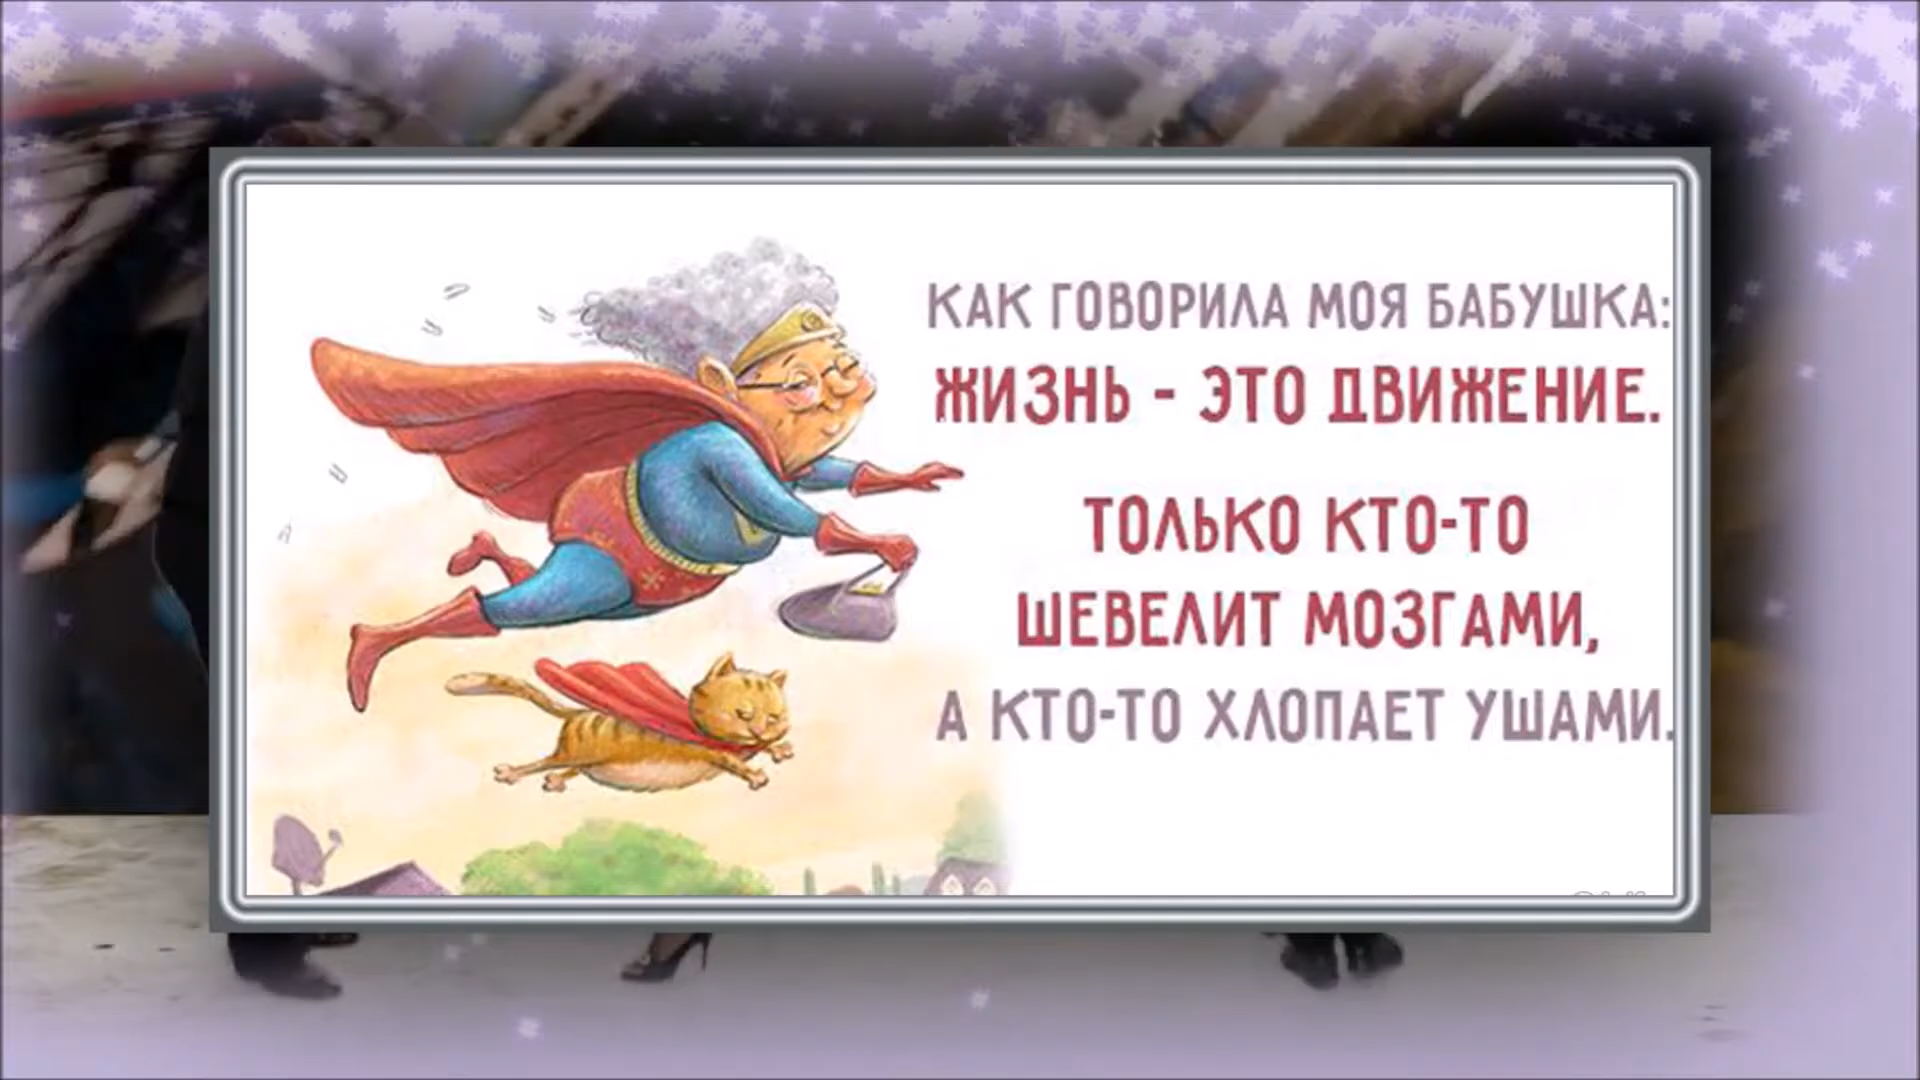 КАК ГОВОРИЛА МОЯ БАБУШКА:
ЖИЗНЬ - ЭТО ДВИЖЕНИЕ.
ТОЛЬКО КТО-ТО
ШЕВЕЛИТ МОЗГАМИ,
А КТО-ТО ХЛОПАЕТ УШАМИ.